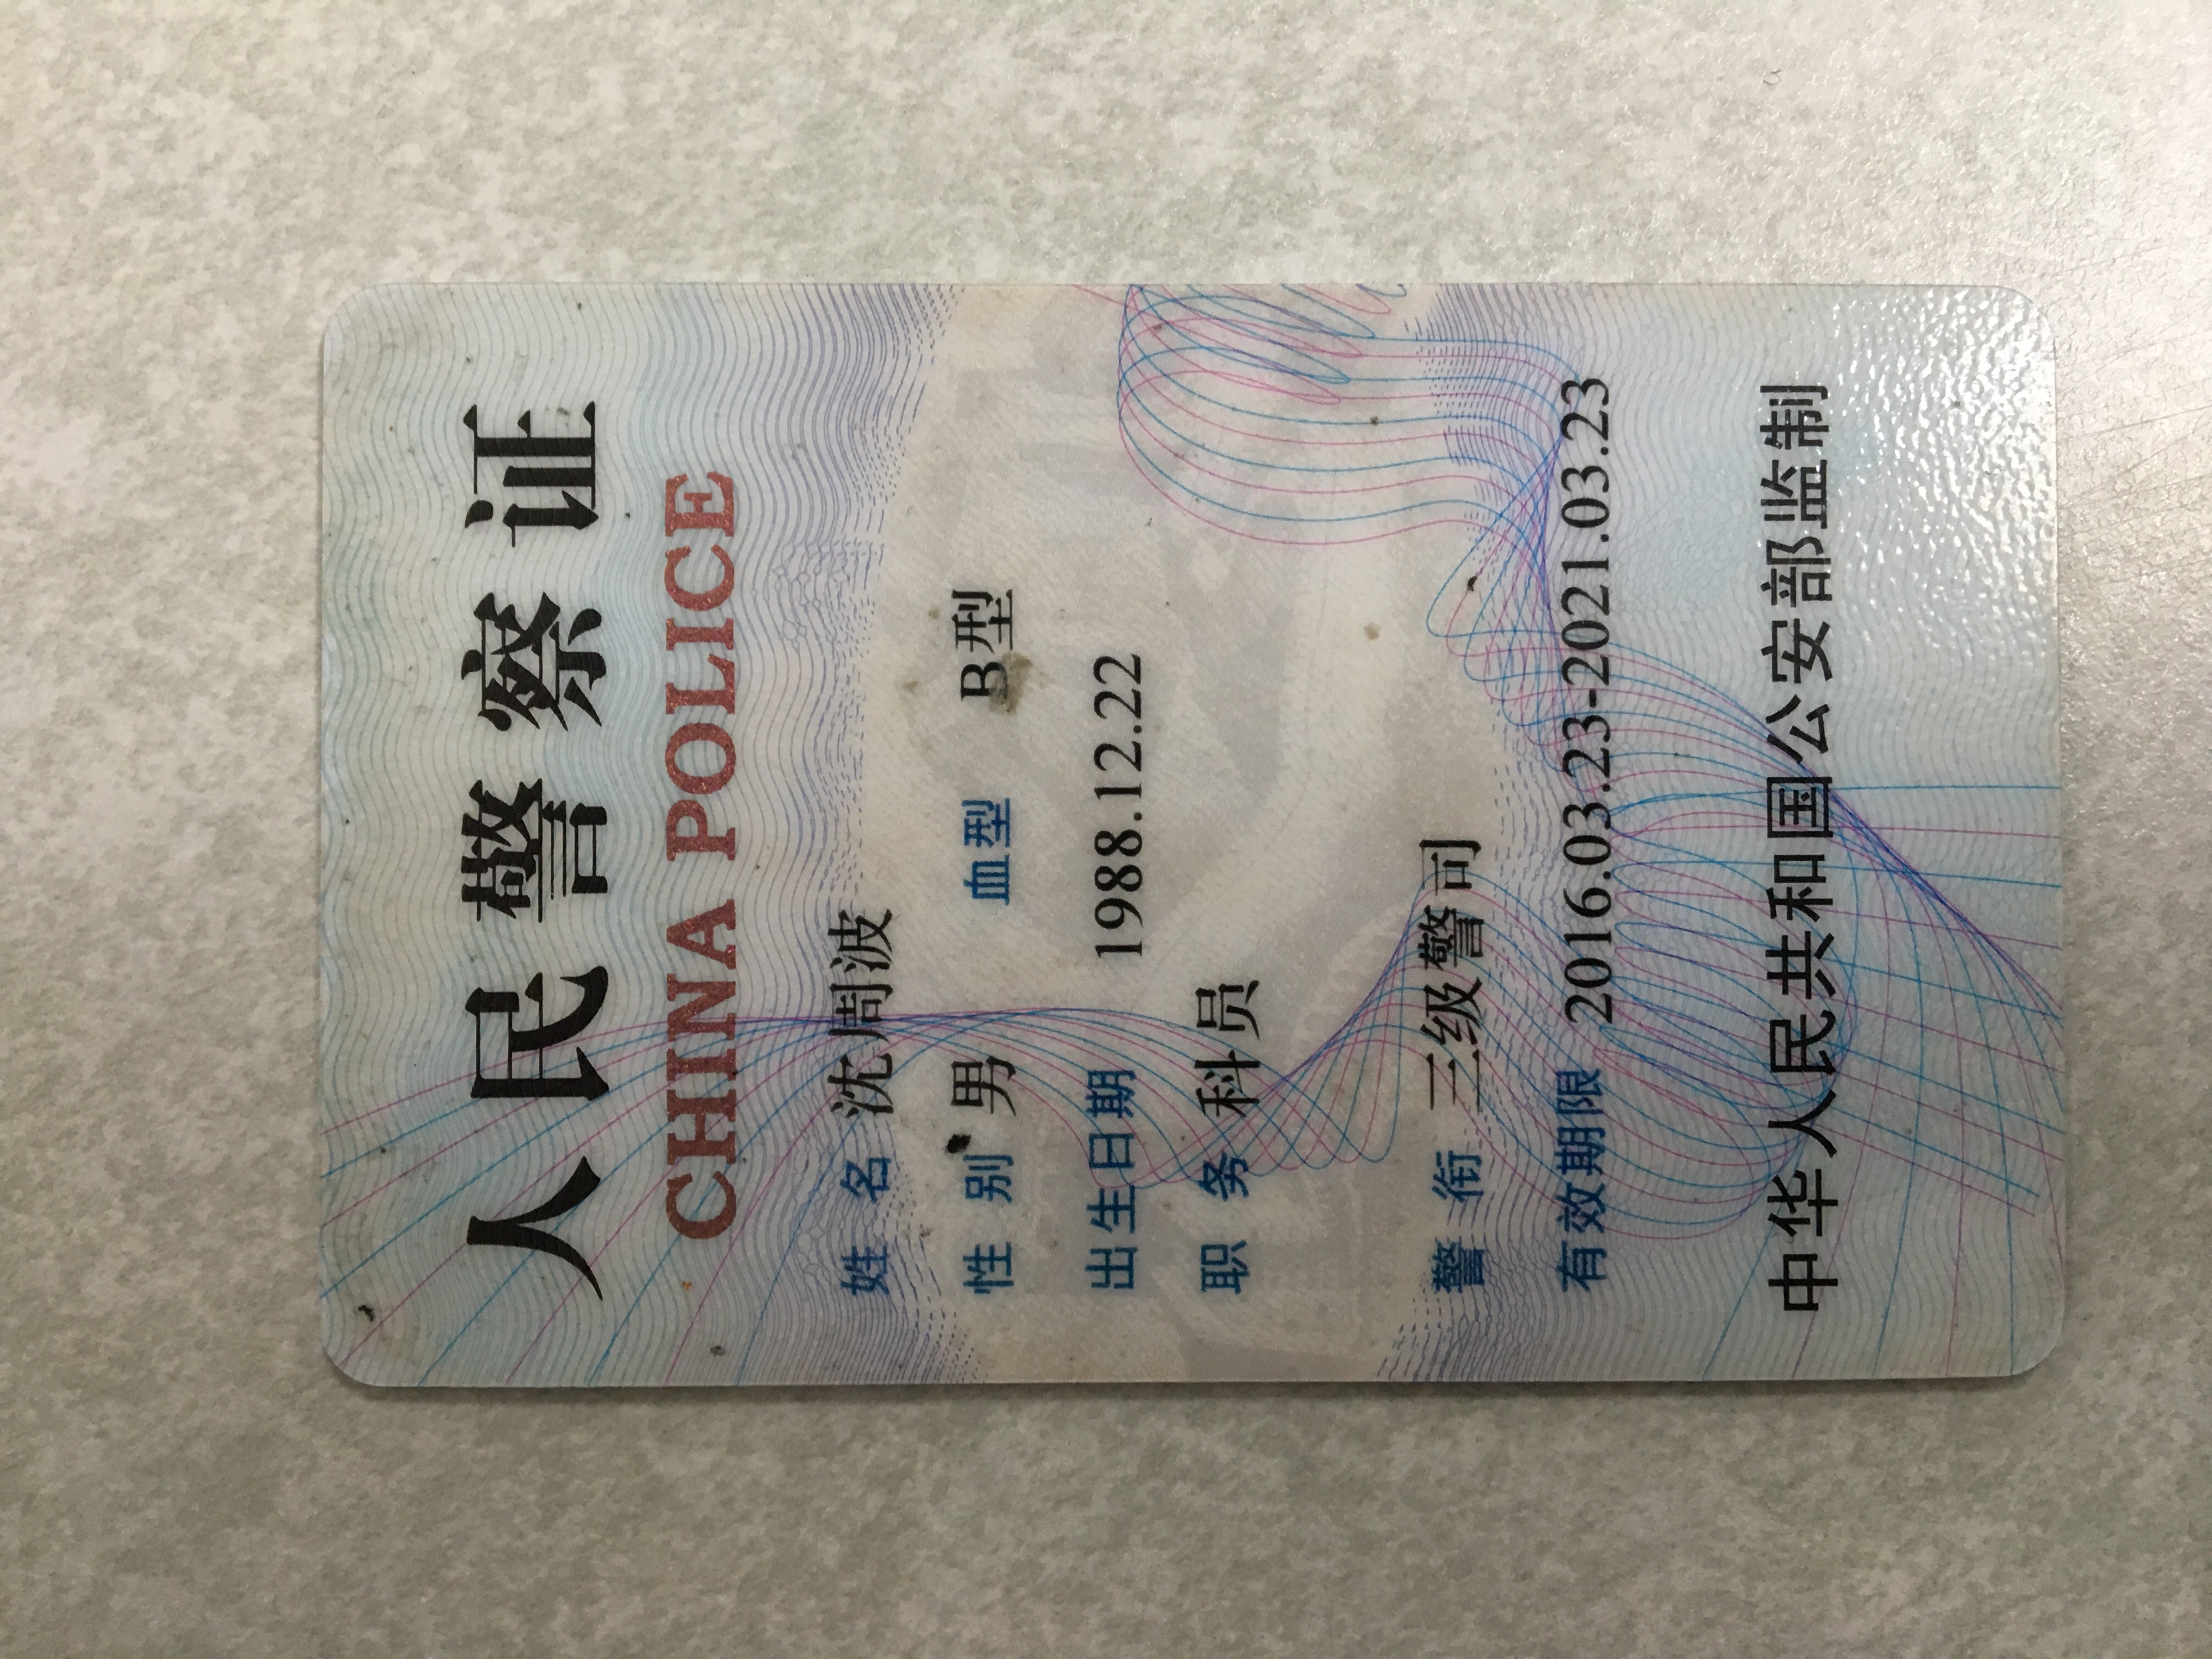 人民警察证
CHINA POLICE
姓 名 沈周波
性 别 男 血型 B型
出生日期 1988.12.22
职 务 科员
警 衔 三级警司
有效期限 2016.03.23-2021.03.23
中华人民共和国公安部监制